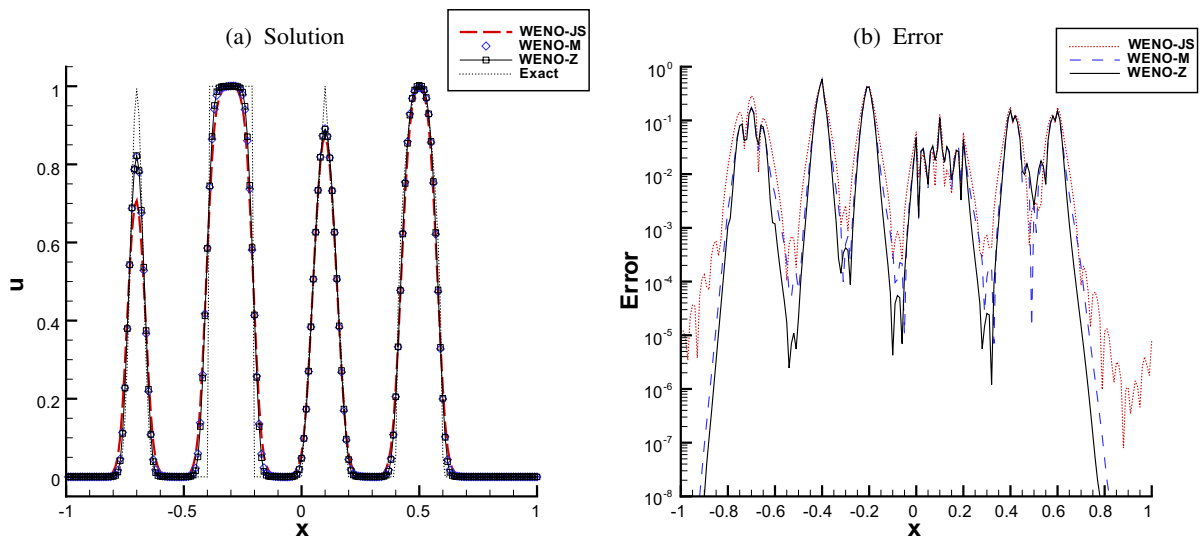 (a) Solution
WENO-JS
WENO-M
WENO-Z
Exact
u
1
0.8
0.6
0.4
0.2
0
-1
-0.5
0
0.5
1
x
(b) Error
WENO-JS
WENO-M
WENO-Z
Error
10^0
10^-1
10^-2
10^-3
10^-4
10^-5
10^-6
10^-7
10^-8
-1
-0.8
-0.6
-0.4
-0.2
0
0.2
0.4
0.6
0.8
1
x